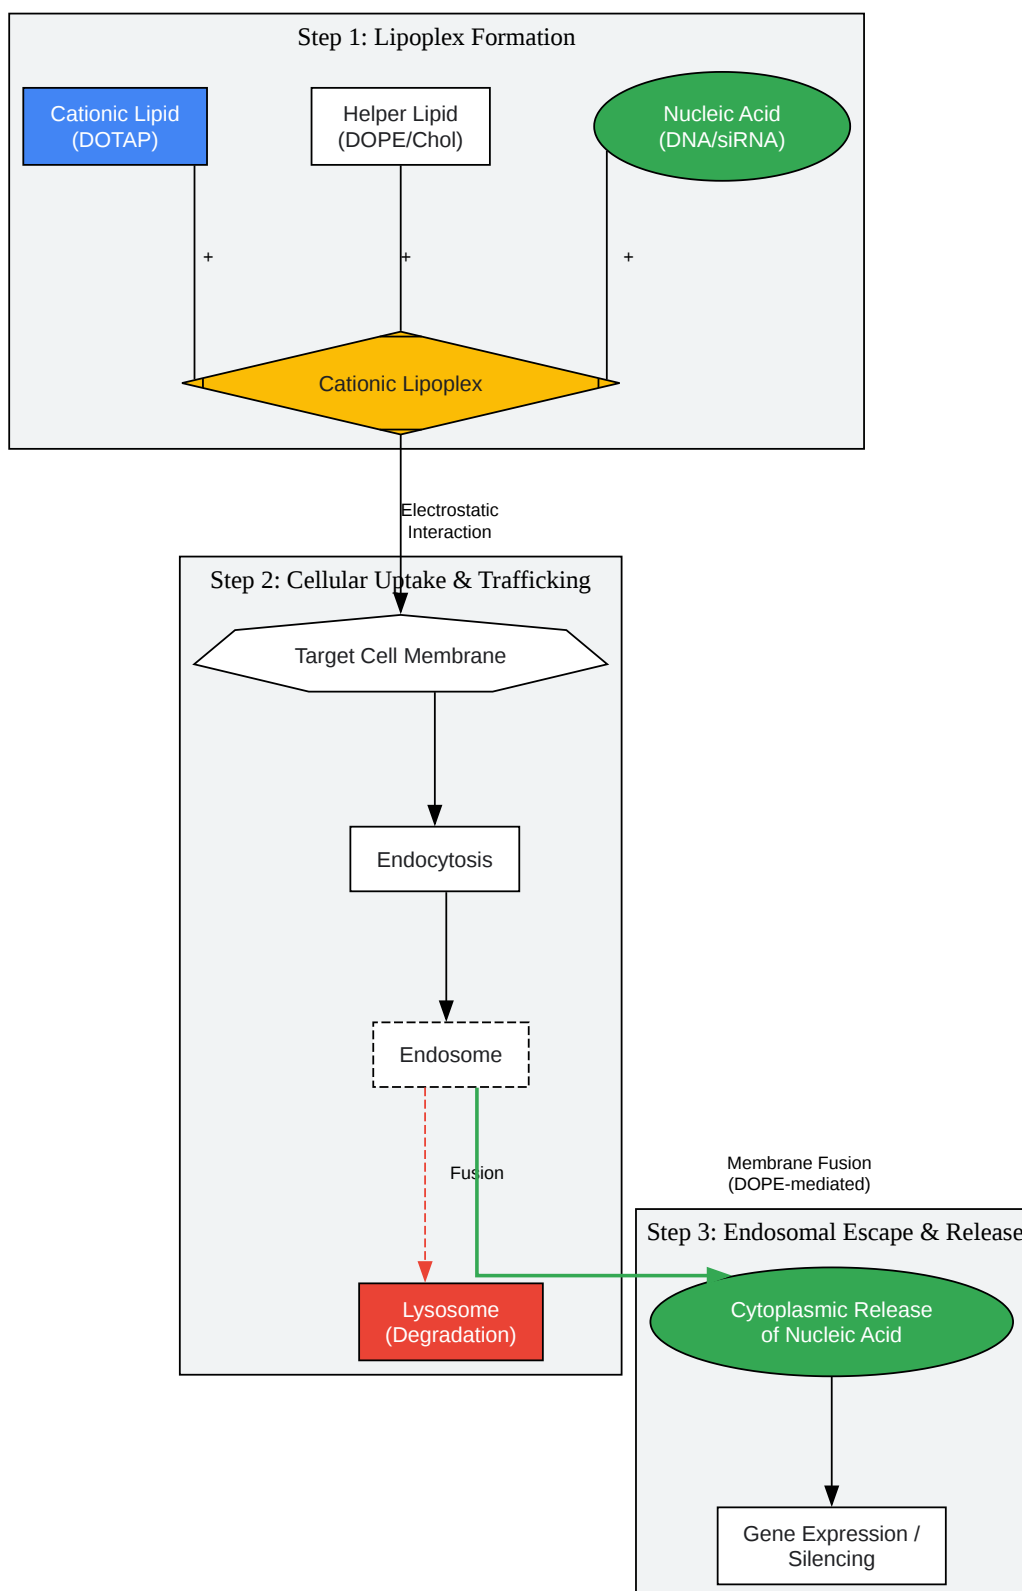 Step 1: Lipoplex Formation
Cationic Lipid
(DOTAP)
Helper Lipid
(DOPE/Chol)
Nucleic Acid
(DNA/siRNA)
+
+
+
Cationic Lipoplex
Electrostatic
Interaction
Step 2: Cellular Uptake & Trafficking
Target Cell Membrane
Endocytosis
Endosome
Fusion
Lysosome
(Degradation)
Membrane Fusion
(DOPE-mediated)
Step 3: Endosomal Escape & Release
Cytoplasmic Release
of Nucleic Acid
Gene Expression /
Silencing